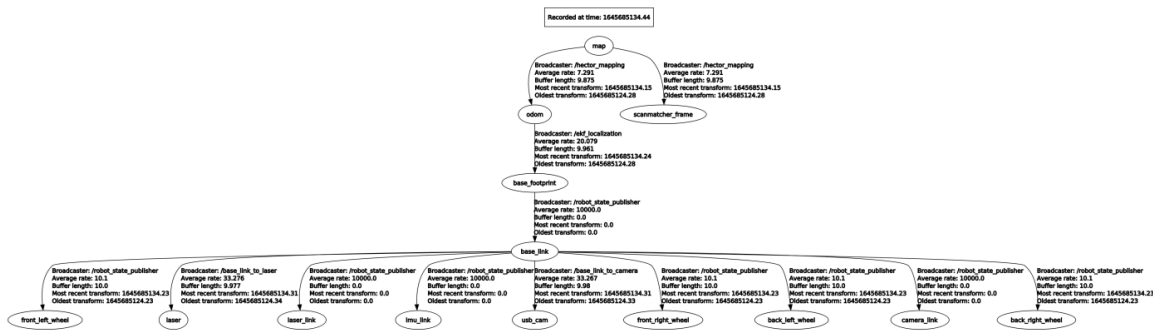 Recorded at time: 1645685134.44
map
Broadcaster: /hector_mapping
Average rate: 7.291
Buffer length: 9.875
Most recent transform: 1645685134.15
Oldest transform: 1645685124.28
Broadcaster: /hector_mapping
Average rate: 7.291
Buffer length: 9.875
Most recent transform: 1645685134.15
Oldest transform: 1645685124.28
odom
scanmatcher_frame
Broadcaster: /ekf_localization
Average rate: 20.079
Buffer length: 9.961
Most recent transform: 1645685134.24
Oldest transform: 1645685124.28
base_footprint
Broadcaster: /robot_state_publisher
Average rate: 10000.0
Buffer length: 0.0
Most recent transform: 0.0
Oldest transform: 0.0
base_link
Broadcaster: /robot_state_publisher
Average rate: 10.1
Buffer length: 10.0
Most recent transform: 1645685134.23
Oldest transform: 1645685124.23
Broadcaster: /base_link_to_laser
Average rate: 33.276
Buffer length: 9.977
Most recent transform: 1645685134.31
Oldest transform: 1645685124.34
Broadcaster: /robot_state_publisher
Average rate: 10000.0
Buffer length: 0.0
Most recent transform: 0.0
Oldest transform: 0.0
Broadcaster: /robot_state_publisher
Average rate: 10000.0
Buffer length: 0.0
Most recent transform: 0.0
Oldest transform: 0.0
Broadcaster: /base_link_to_camera
Average rate: 33.267
Buffer length: 9.98
Most recent transform: 1645685134.31
Oldest transform: 1645685124.33
Broadcaster: /robot_state_publisher
Average rate: 10.1
Buffer length: 10.0
Most recent transform: 1645685134.23
Oldest transform: 1645685124.23
Broadcaster: /robot_state_publisher
Average rate: 10.1
Buffer length: 10.0
Most recent transform: 1645685134.23
Oldest transform: 1645685124.23
Broadcaster: /robot_state_publisher
Average rate: 10000.0
Buffer length: 0.0
Most recent transform: 0.0
Oldest transform: 0.0
Broadcaster: /robot_state_publisher
Average rate: 10.1
Buffer length: 10.0
Most recent transform: 1645685134.23
Oldest transform: 1645685124.23
front_left_wheel
laser
laser_link
imu_link
usb_cam
front_right_wheel
back_left_wheel
camera_link
back_right_wheel